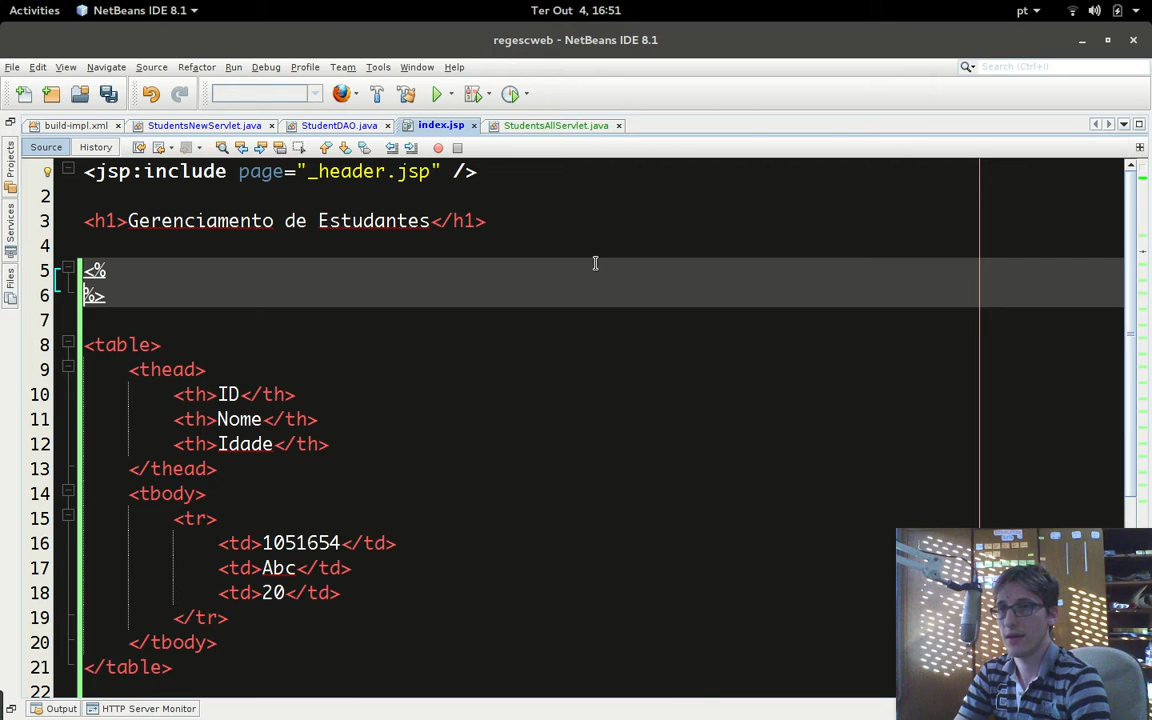 Activities NetBeans IDE 8.1 Ter Out 4, 16:51 pt
regescweb - NetBeans IDE 8.1
File Edit View Navigate Source Refactor Run Debug Profile Team Tools Window Help Search (Ctrl+I)
build-impl.xml StudentsNewServlet.java StudentDAO.java index.jsp StudentsAllServlet.java
Source History
Projects
Services
Files
1 <jsp:include page="_header.jsp" />
2
3 <h1>Gerenciamento de Estudantes</h1>
4
5 <%
6 %>
7
8 <table>
9 <thead>
10 <th>ID</th>
11 <th>Nome</th>
12 <th>Idade</th>
13 </thead>
14 <tbody>
15 <tr>
16 <td>1051654</td>
17 <td>Abc</td>
18 <td>20</td>
19 </tr>
20 </tbody>
21 </table>
22
Output HTTP Server Monitor